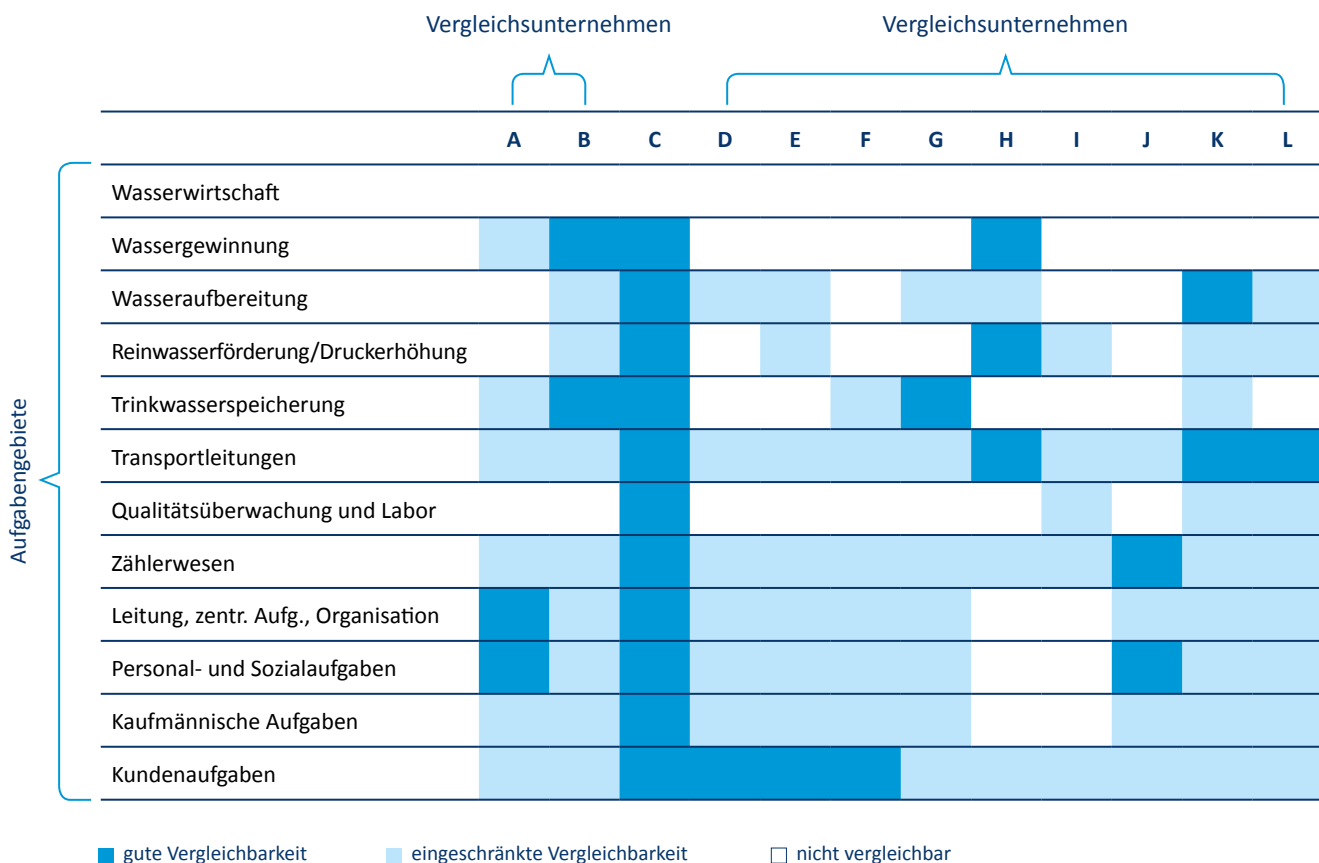 Vergleichsunternehmen Vergleichsunternehmen
A B C D E F G H I J K L
Aufgabengebiete
Wasserwirtschaft
Wassergewinnung
Wasseraufbereitung
Reinwasserförderung/Druckerhöhung
Trinkwasserspeicherung
Transportleitungen
Qualitätsüberwachung und Labor
Zählerwesen
Leitung, zentr. Aufg., Organisation
Personal- und Sozialaufgaben
Kaufmännische Aufgaben
Kundenaufgaben
gute Vergleichbarkeit eingeschränkte Vergleichbarkeit nicht vergleichbar